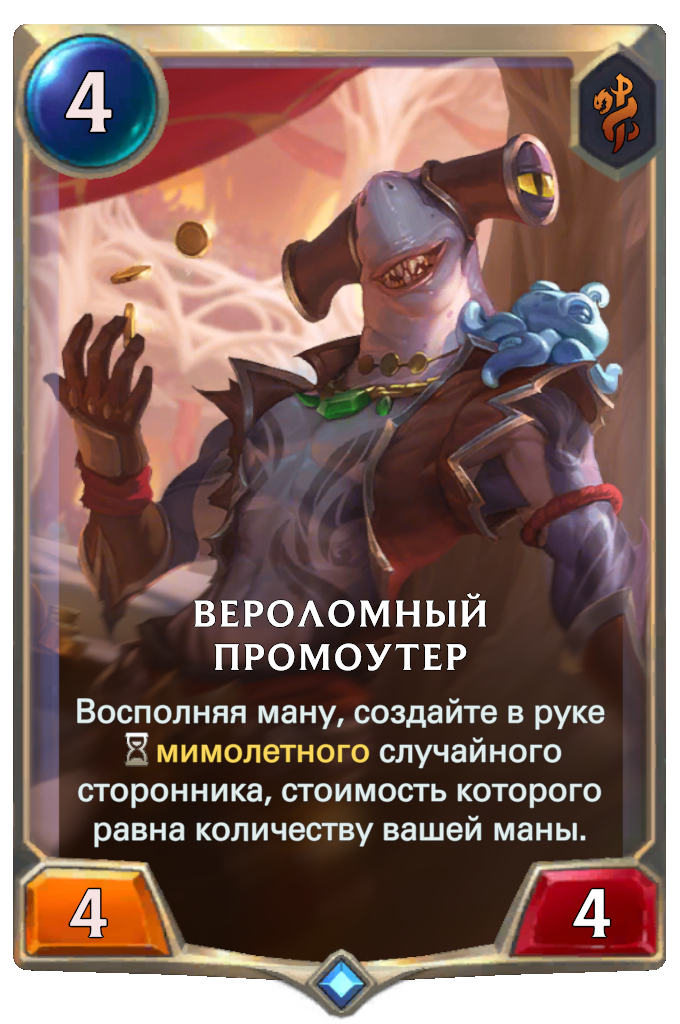 4
ВЕРОЛОМНЫЙ
ПРОМОУТЕР
Восполняя ману, создайте в руке
мимолетного случайного
сторонника, стоимость которого
равна количеству вашей маны.
4
4